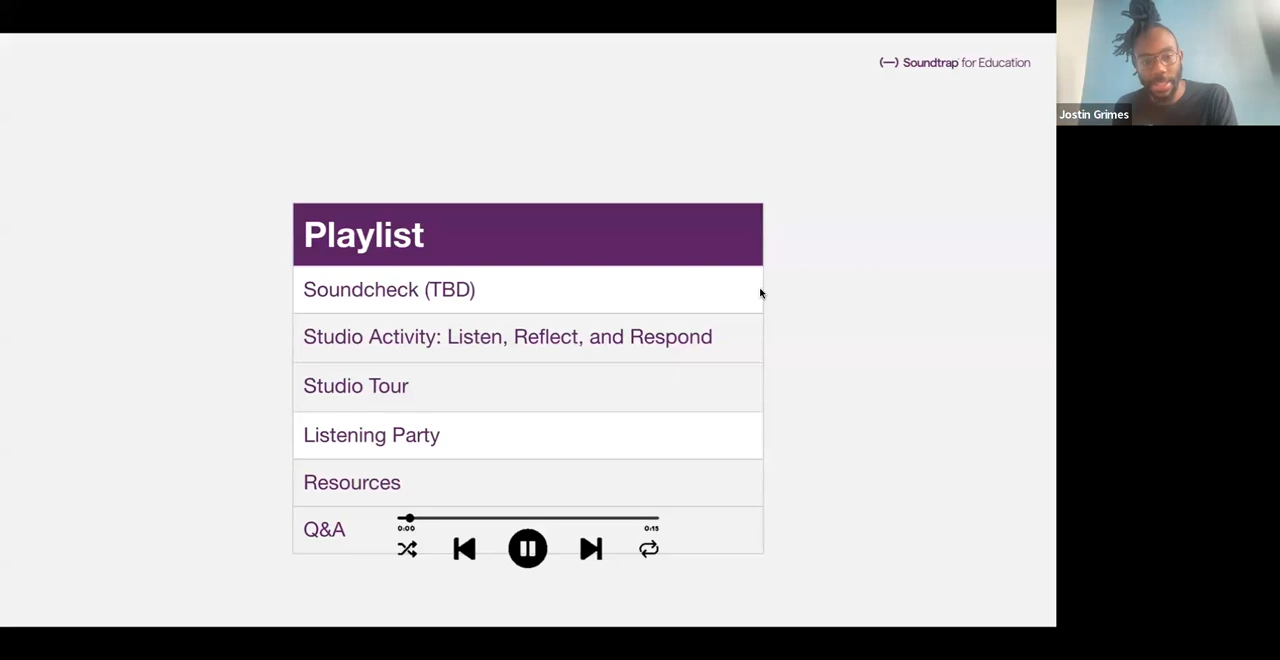 (—) Soundtrap for Education
Jostin Grimes
Playlist
Soundcheck (TBD)
Studio Activity: Listen, Reflect, and Respond
Studio Tour
Listening Party
Resources
Q&A
0:00
0:15